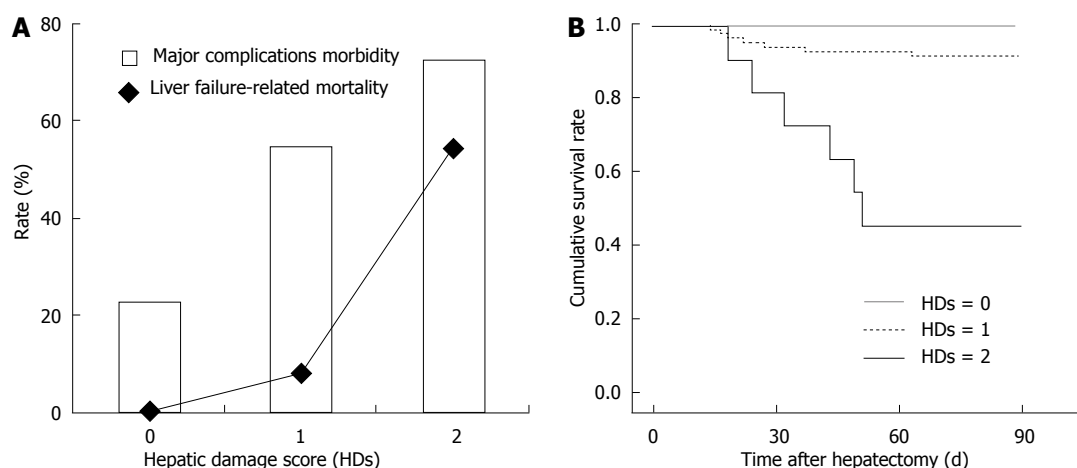 A
80
60
40
20
0
Rate (%)
Major complications morbidity
Liver failure-related mortality
0 1 2
Hepatic damage score (HDs)
B
1.0
0.8
0.6
0.4
0.2
0.0
Cumulative survival rate
HDs = 0
HDs = 1
HDs = 2
0 30 60 90
Time after hepatectomy (d)